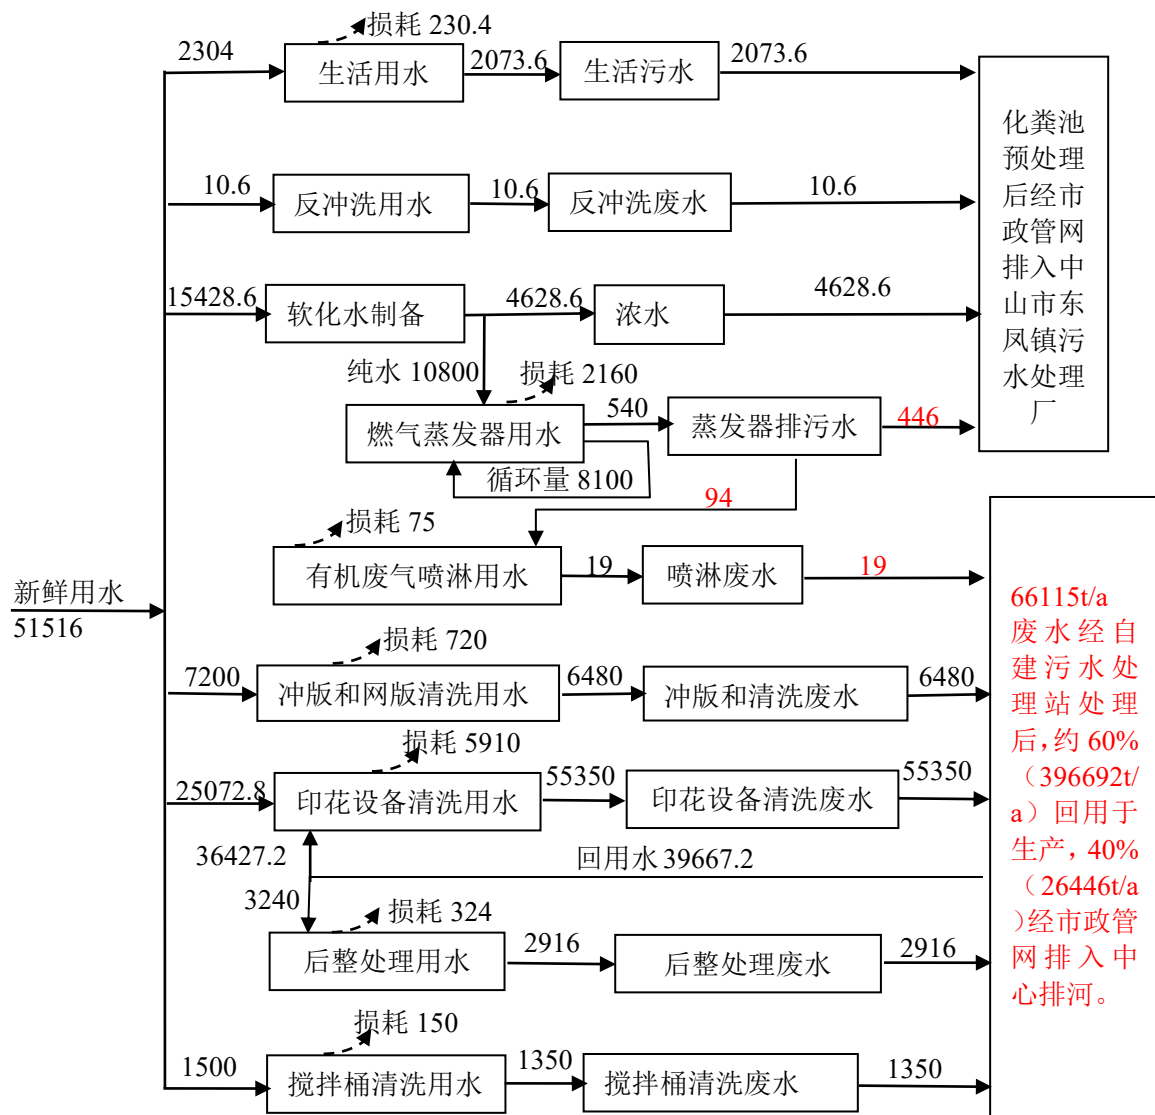 损耗 230.4
2304
生活用水
2073.6
生活污水
2073.6
10.6
反冲洗用水
10.6
反冲洗废水
10.6
15428.6
软化水制备
4628.6
浓水
4628.6
化粪池
预处理
后经市
政管网
排入中
山市东
凤镇污
水处理
厂
纯水 10800
损耗 2160
燃气蒸发器用水
540
蒸发器排污水
446
循环量 8100
94
损耗 75
有机废气喷淋用水
19
喷淋废水
19
新鲜用水
51516
损耗 720
7200
冲版和网版清洗用水
6480
冲版和清洗废水
6480
损耗 5910
25072.8
印花设备清洗用水
55350
印花设备清洗废水
55350
36427.2
回用水 39667.2
3240
损耗 324
后整处理用水
2916
后整处理废水
2916
损耗 150
1500
搅拌桶清洗用水
1350
搅拌桶清洗废水
1350
66115t/a
废水经自
建污水处
理站处理
后，约 60%
（396692t/
a）回用于
生产，40%
（26446t/a
）经市政管
网排入中
心排河。